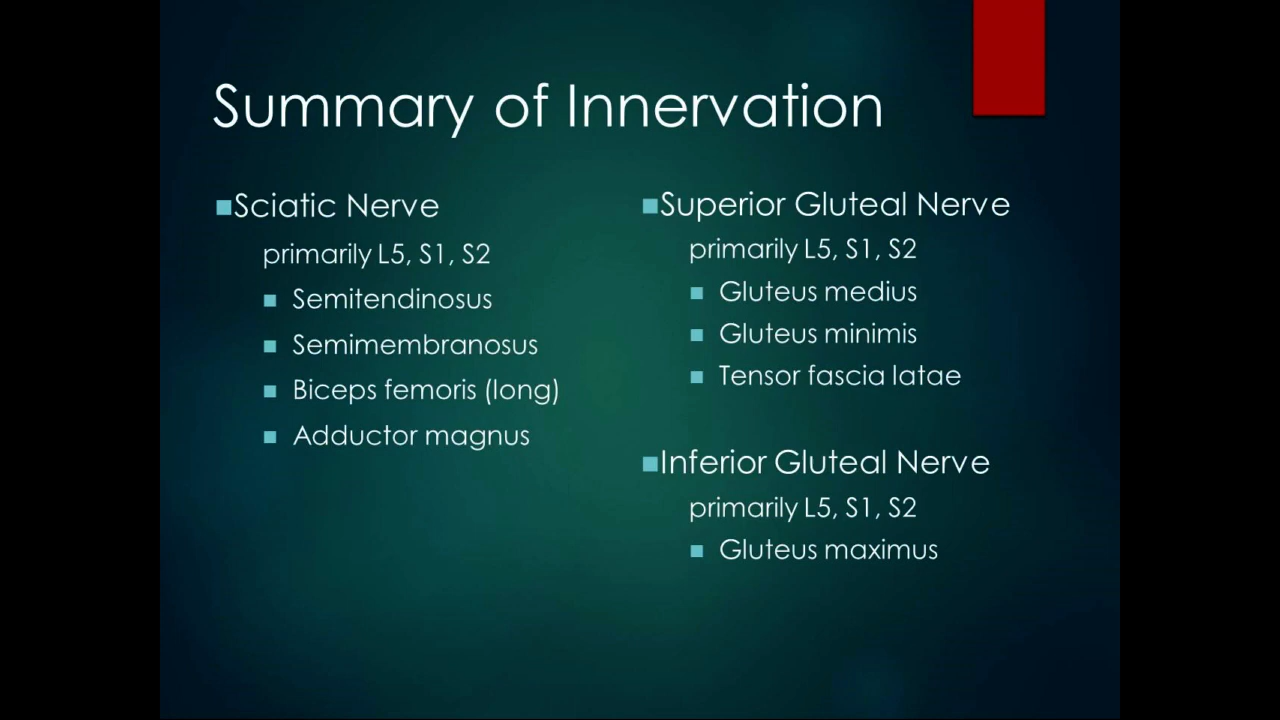 Summary of Innervation
Sciatic Nerve
primarily L5, S1, S2
Semitendinosus
Semimembranosus
Biceps femoris (long)
Adductor magnus
Superior Gluteal Nerve
primarily L5, S1, S2
Gluteus medius
Gluteus minimis
Tensor fascia latae
Inferior Gluteal Nerve
primarily L5, S1, S2
Gluteus maximus